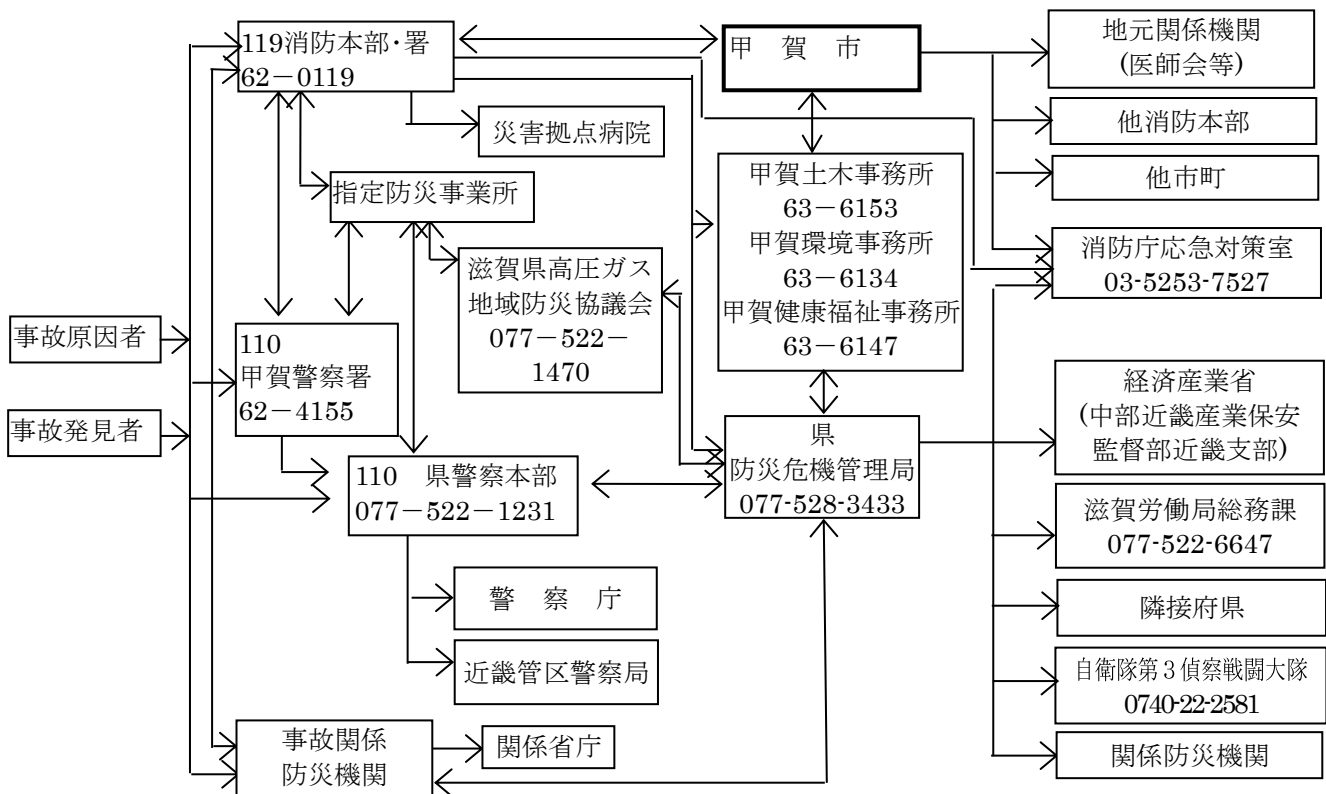 119消防本部・署
62－0119
甲　賀　市
地元関係機関
(医師会等)
災害拠点病院
他消防本部
指定防災事業所
甲賀土木事務所
63－6153
甲賀環境事務所
63－6134
甲賀健康福祉事務所
63－6147
他市町
滋賀県高圧ガス
地域防災協議会
077－522－
1470
消防庁応急対策室
03-5253-7527
事故原因者
110
甲賀警察署
62－4155
事故発見者
経済産業省
(中部近畿産業保安
監督部近畿支部)
県
防災危機管理局
077-528-3433
110　県警察本部
077－522－1231
滋賀労働局総務課
077-522-6647
警　察　庁
隣接府県
近畿管区警察局
自衛隊第３偵察戦闘大隊
0740-22-2581
事故関係
防災機関
関係省庁
関係防災機関